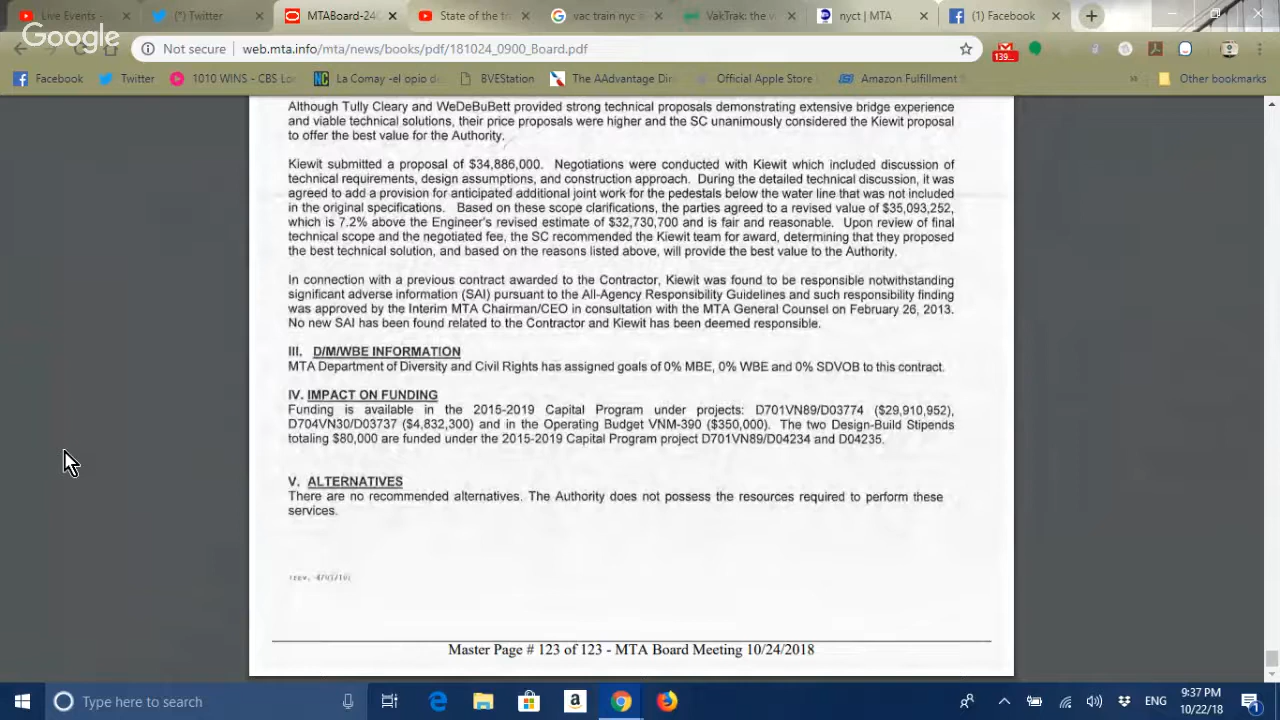 Live Events -
(*) Twitter
MTABoard-240
State of the tr
vac train nyc s
VakTrak: the v
nyct | MTA
(1) Facebook
Google
Not secure
web.mta.info/mta/news/books/pdf/181024_0900_Board.pdf
139...
Facebook
Twitter
1010 WINS - CBS Lo
La Comay -el opio d
BVEStation
The AAdvantage Dir
Official Apple Store
Amazon Fulfillment
»
Other bookmarks
Although Tully Cleary and WeDeBuBett provided strong technical proposals demonstrating extensive bridge experience
and viable technical solutions, their price proposals were higher and the SC unanimously considered the Kiewit proposal
to offer the best value for the Authority.
Kiewit submitted a proposal of $34,886,000. Negotiations were conducted with Kiewit which included discussion of
technical requirements, design assumptions, and construction approach. During the detailed technical discussion, it was
agreed to add a provision for anticipated additional joint work for the pedestals below the water line that was not included
in the original specifications. Based on these scope clarifications, the parties agreed to a revised value of $35,093,252,
which is 7.2% above the Engineer's revised estimate of $32,730,700 and is fair and reasonable. Upon review of final
technical scope and the negotiated fee, the SC recommended the Kiewit team for award, determining that they proposed
the best technical solution, and based on the reasons listed above, will provide the best value to the Authority.
In connection with a previous contract awarded to the Contractor, Kiewit was found to be responsible notwithstanding
significant adverse information (SAI) pursuant to the All-Agency Responsibility Guidelines and such responsibility finding
was approved by the Interim MTA Chairman/CEO in consultation with the MTA General Counsel on February 26, 2013.
No new SAI has been found related to the Contractor and Kiewit has been deemed responsible.
III. D/M/WBE INFORMATION
MTA Department of Diversity and Civil Rights has assigned goals of 0% MBE, 0% WBE and 0% SDVOB to this contract.
IV. IMPACT ON FUNDING
Funding is available in the 2015-2019 Capital Program under projects: D701VN89/D03774 ($29,910,952),
D704VN30/D03737 ($4,832,300) and in the Operating Budget VNM-390 ($350,000). The two Design-Build Stipends
totaling $80,000 are funded under the 2015-2019 Capital Program project D701VN89/D04234 and D04235.
V. ALTERNATIVES
There are no recommended alternatives. The Authority does not possess the resources required to perform these
services.
Master Page # 123 of 123 - MTA Board Meeting 10/24/2018
Type here to search
ENG
9:37 PM
10/22/18